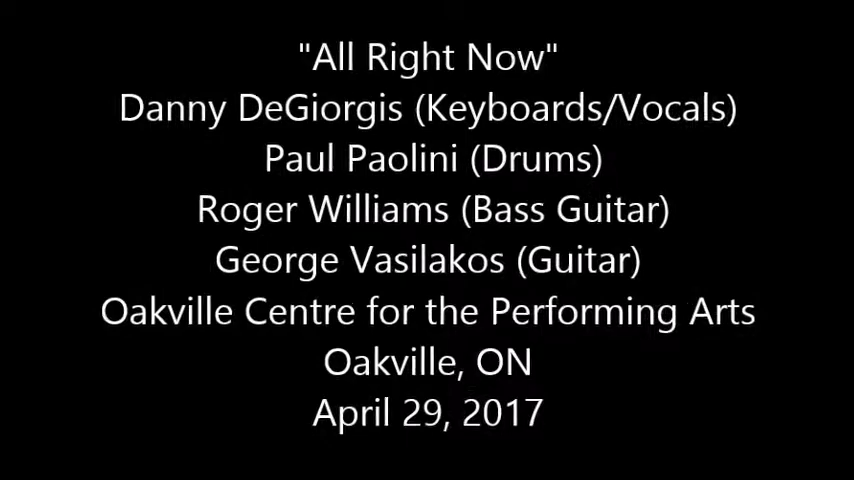 "All Right Now"
Danny DeGiorgis (Keyboards/Vocals)
Paul Paolini (Drums)
Roger Williams (Bass Guitar)
George Vasilakos (Guitar)
Oakville Centre for the Performing Arts
Oakville, ON
April 29, 2017